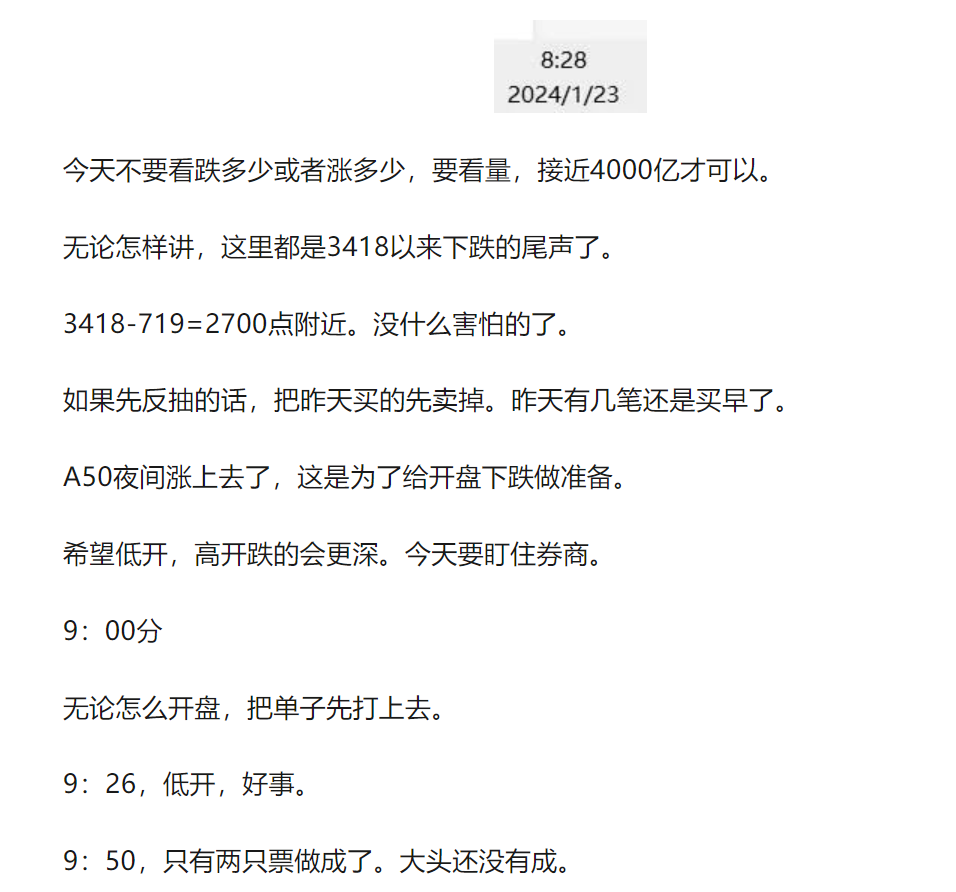 8:28
2024/1/23
今天不要看跌多少或者涨多少，要看量，接近4000亿才可以。
无论怎样讲，这里都是3418以来下跌的尾声了。
3418-719=2700点附近。没什么害怕的了。
如果先反抽的话，把昨天买的先卖掉。昨天有几笔还是买早了。
A50夜间涨上去了，这是为了给开盘下跌做准备。
希望低开，高开跌的会更深。今天要盯住券商。
9：00分
无论怎么开盘，把单子先打上去。
9：26，低开，好事。
9：50，只有两只票做成了。大头还没有成。